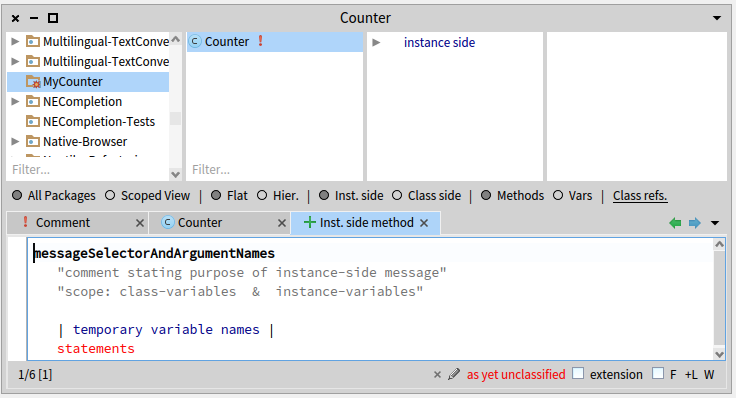 Counter
Multilingual-TextConve
Multilingual-TextConve
MyCounter
NECompletion
NECompletion-Tests
Native-Browser
Filter...
Counter
Filter...
instance side
All Packages Scoped View | Flat Hier. | Inst. side Class side | Methods Vars | Class refs.
Comment Counter Inst. side method
messageSelectorAndArgumentNames
"comment stating purpose of instance-side message"
"scope: class-variables & instance-variables"
| temporary variable names |
statements
1/6 [1] as yet unclassified extension F +L W